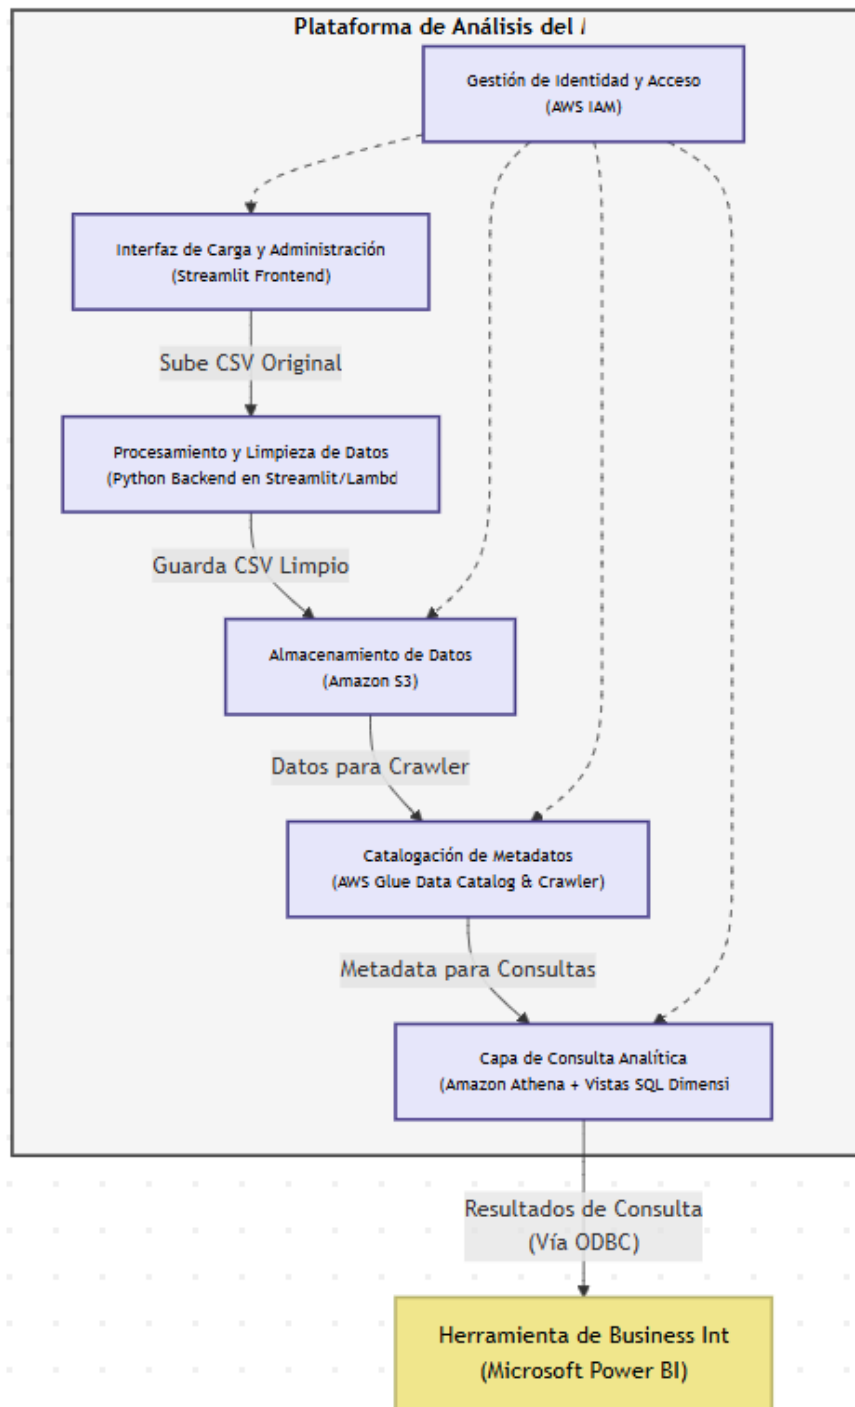 Plataforma de Análisis del
Gestión de Identidad y Acceso
(AWS IAM)
Interfaz de Carga y Administración
(Streamlit Frontend)
Sube CSV Original
Procesamiento y Limpieza de Datos
(Python Backend en Streamlit/Lambd
Guarda CSV Limpio
Almacenamiento de Datos
(Amazon S3)
Datos para Crawler
Catalogación de Metadatos
(AWS Glue Data Catalog & Crawler)
Metadata para Consultas
Capa de Consulta Analítica
(Amazon Athena + Vistas SQL Dimensi
Resultados de Consulta
(Vía ODBC)
Herramienta de Business Int
(Microsoft Power BI)